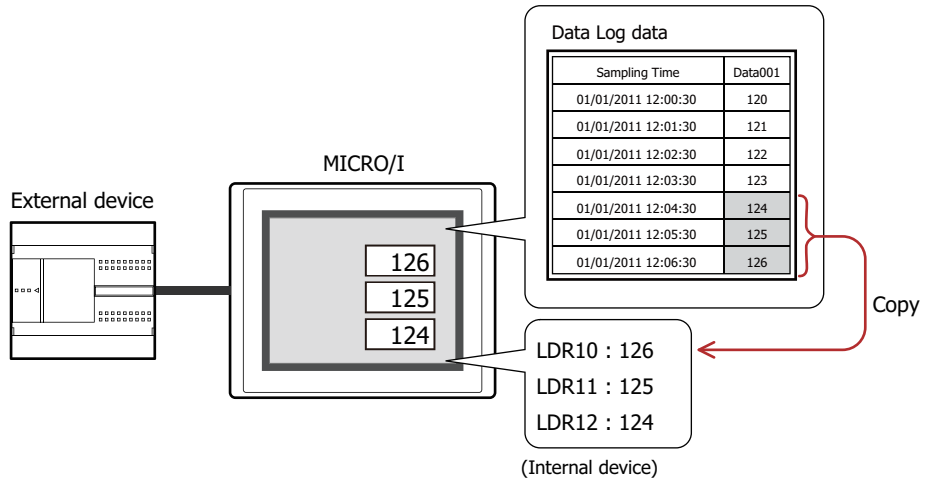 Data Log data
Sampling Time Data001
01/01/2011 12:00:30 120
01/01/2011 12:01:30 121
01/01/2011 12:02:30 122
01/01/2011 12:03:30 123
01/01/2011 12:04:30 124
01/01/2011 12:05:30 125
01/01/2011 12:06:30 126
MICRO/I
External device
126
125
124
Copy
LDR10 : 126
LDR11 : 125
LDR12 : 124
(Internal device)